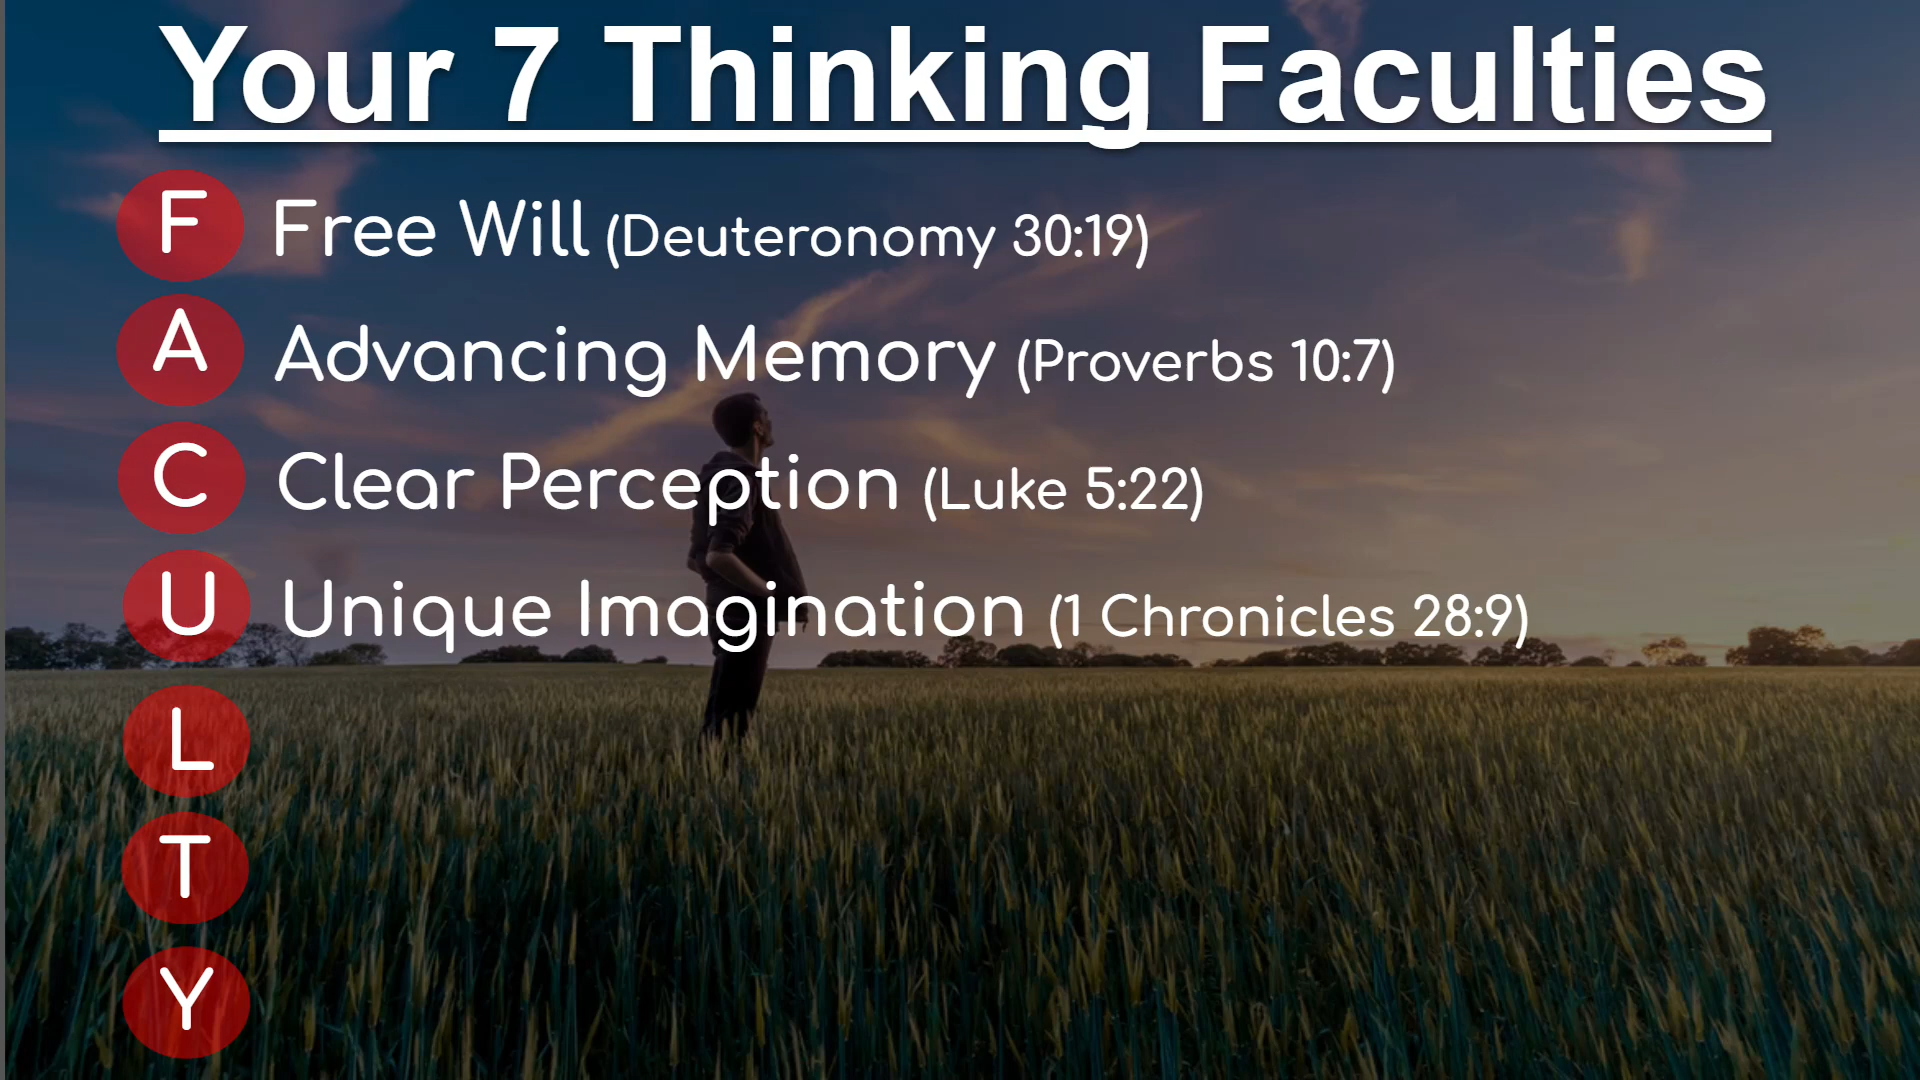 Your 7 Thinking Faculties
F Free Will (Deuteronomy 30:19)
A Advancing Memory (Proverbs 10:7)
C Clear Perception (Luke 5:22)
U Unique Imagination (1 Chronicles 28:9)
L
T
Y